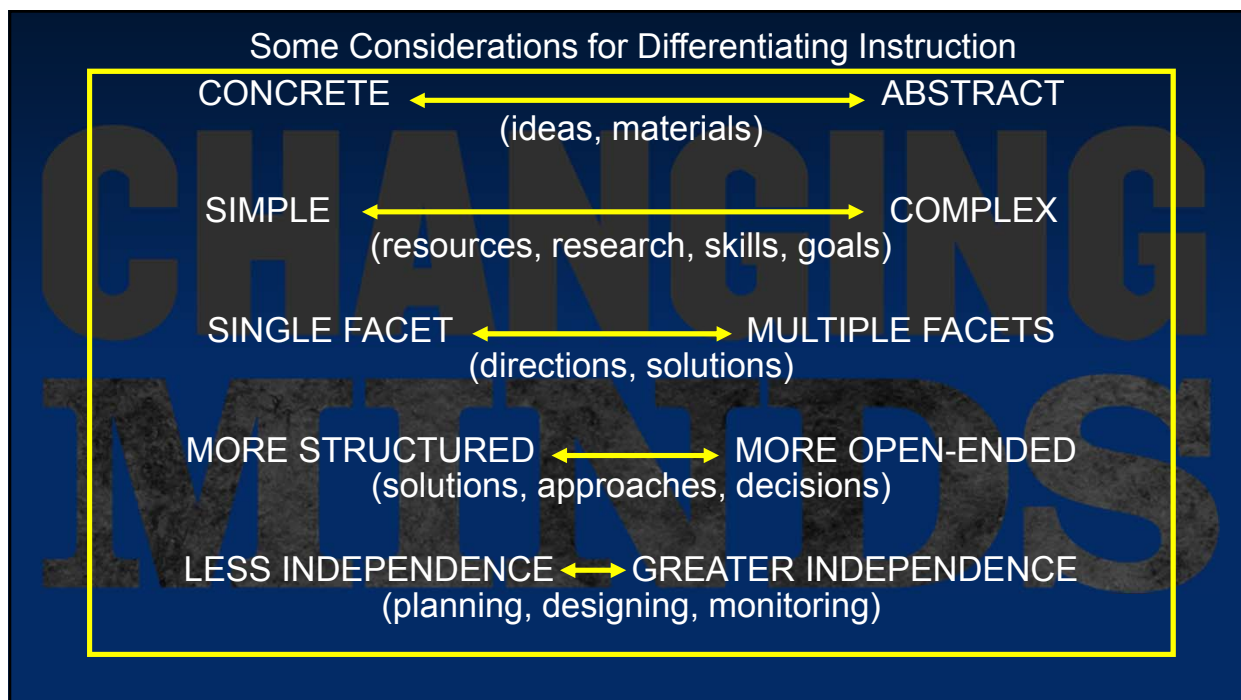 Some Considerations for Differentiating Instruction
CONCRETE ABSTRACT
(ideas, materials)
SIMPLE COMPLEX
(resources, research, skills, goals)
SINGLE FACET MULTIPLE FACETS
(directions, solutions)
MORE STRUCTURED MORE OPEN-ENDED
(solutions, approaches, decisions)
LESS INDEPENDENCE GREATER INDEPENDENCE
(planning, designing, monitoring)
CHANGING
MINDS